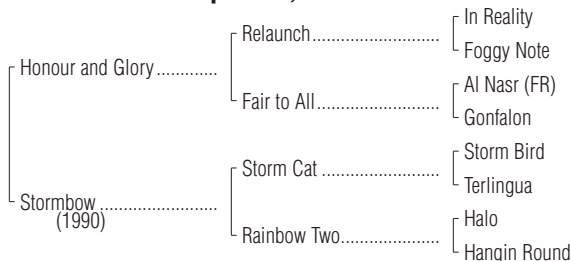 In Reality
Relaunch
Foggy Note
Honour and Glory
Al Nasr (FR)
Fair to All
Gonfalon
Storm Bird
Storm Cat
Terlingua
Stormbow
(1990)
Halo
Rainbow Two
Hangin Round